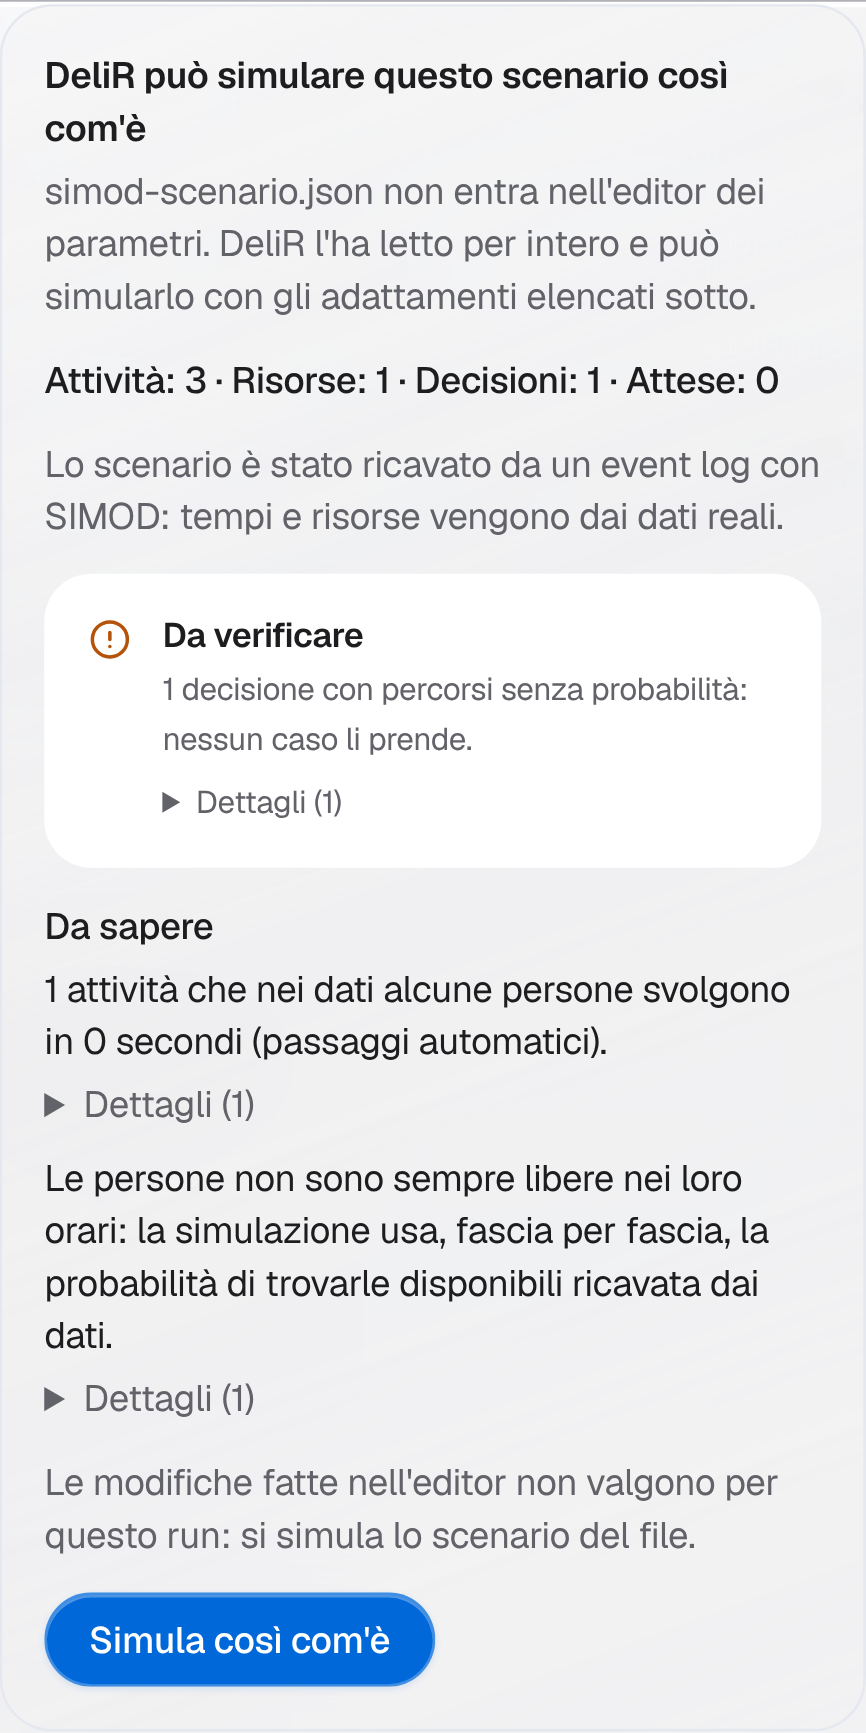 DeliR può simulare questo scenario così
com'è
simod-scenario.json non entra nell'editor dei
parametri. DeliR l'ha letto per intero e può
simularlo con gli adattamenti elencati sotto.
Attività: 3 · Risorse: 1 · Decisioni: 1 · Attese: 0
Lo scenario è stato ricavato da un event log con
SIMOD: tempi e risorse vengono dai dati reali.
Da verificare
1 decisione con percorsi senza probabilità:
nessun caso li prende.
Dettagli (1)
Da sapere
1 attività che nei dati alcune persone svolgono
in 0 secondi (passaggi automatici).
Dettagli (1)
Le persone non sono sempre libere nei loro
orari: la simulazione usa, fascia per fascia, la
probabilità di trovarle disponibili ricavata dai
dati.
Dettagli (1)
Le modifiche fatte nell'editor non valgono per
questo run: si simula lo scenario del file.
Simula così com'è